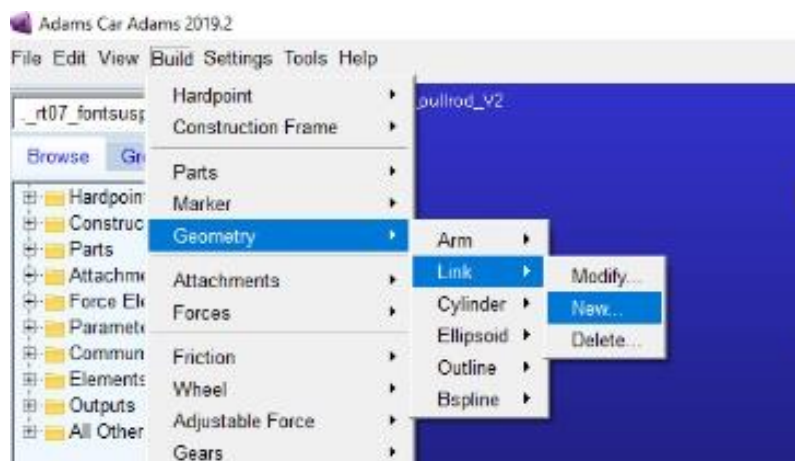 Adams Car Adams 2019.2
File Edit View Build Settings Tools Help
._rt07_fontsusp
pullrod_V2
Browse Gr
Hardpoin
Construc
Parts
Attachme
Force Ele
Paramete
Commun
Elements
Outputs
All Other
Hardpoint
Construction Frame
Parts
Marker
Geometry
Attachments
Forces
Friction
Wheel
Adjustable Force
Gears
Arm
Link
Cylinder
Ellipsoid
Outline
Bspline
Modify...
New...
Delete...